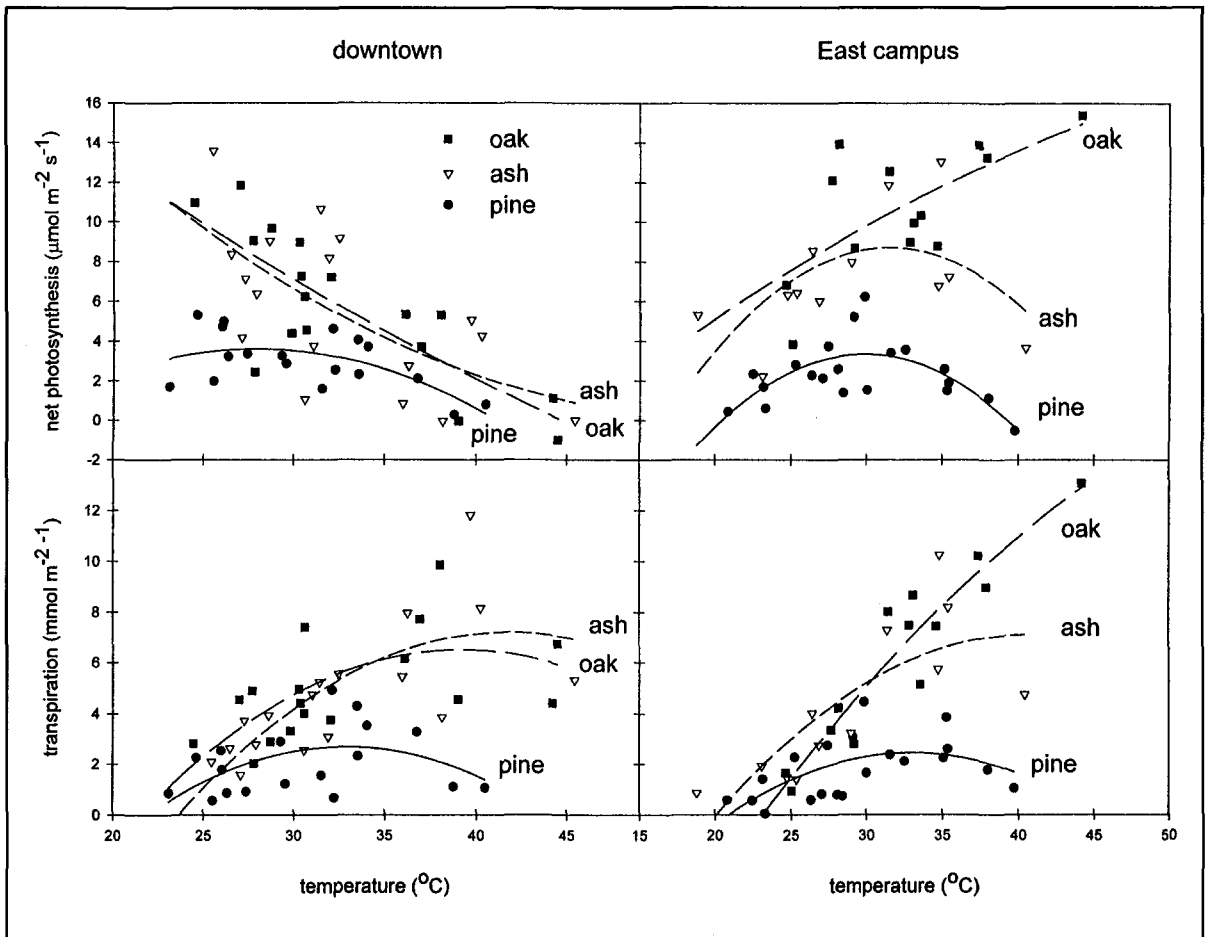 downtown East campus
16
14
12
10
8
6
4
2
0
-2
net photosynthesis (μmol m-2 s-1)
oak
ash
pine
ash
oak
pine
oak
ash
pine
12
10
8
6
4
2
0
transpiration (mmol m-2 -1)
ash
oak
pine
oak
ash
pine
20 25 30 35 40 45 15 20 25 30 35 40 45 50
temperature (oC) temperature (oC)